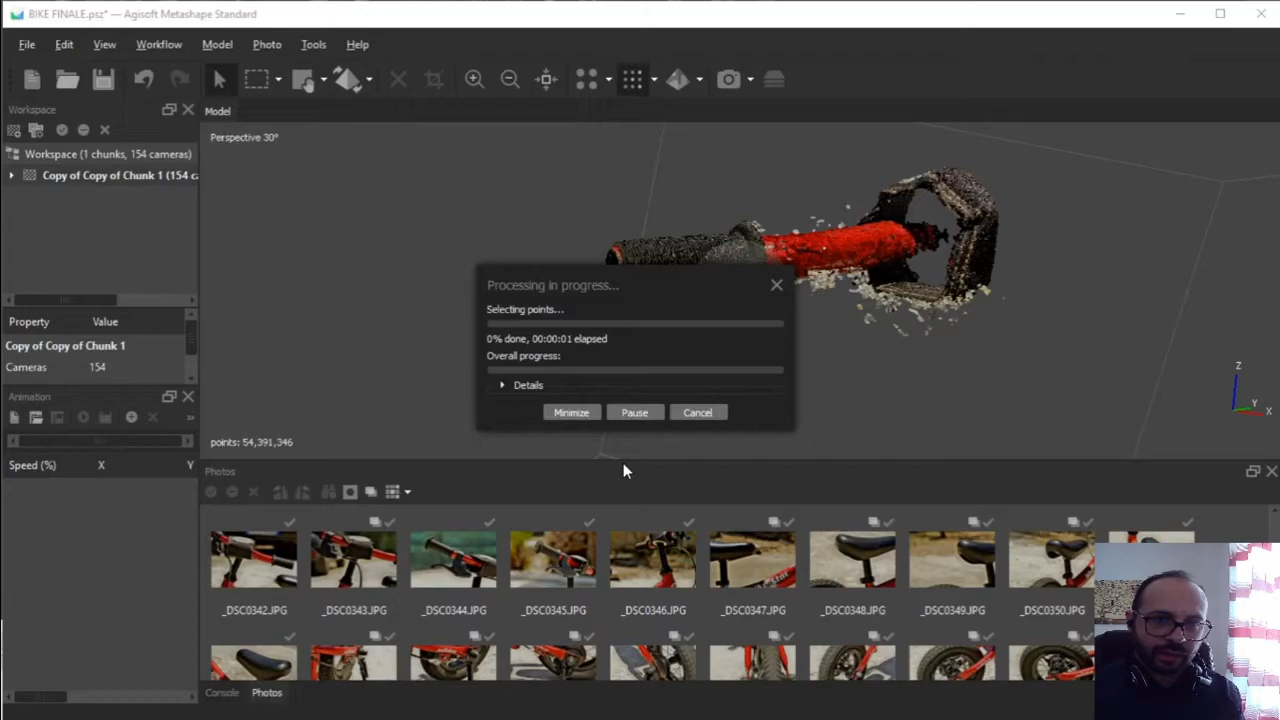 BIKE FINALE.psz* — Agisoft Metashape Standard
File Edit View Workflow Model Photo Tools Help
Workspace
Model
Perspective 30°
Workspace (1 chunks, 154 cameras)
Copy of Copy of Chunk 1 (154 c
Processing in progress...
Selecting points...
0% done, 00:00:01 elapsed
Overall progress:
Details
Minimize Pause Cancel
Property Value
Copy of Copy of Chunk 1
Cameras 154
Animation
»
Speed (%) X Y
Z
Y
X
points: 54,391,346
Photos
_DSC0342.JPG _DSC0343.JPG _DSC0344.JPG _DSC0345.JPG _DSC0346.JPG _DSC0347.JPG _DSC0348.JPG _DSC0349.JPG _DSC0350.JPG
Console Photos